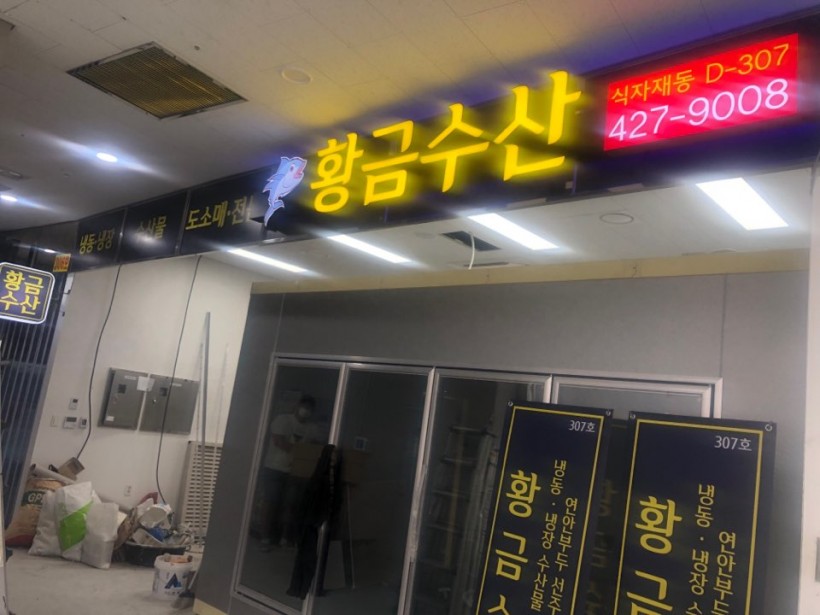 식자재동 D-307
427-9008
황금수산
냉동·냉장
수산물
도소매·전
황금
수산
307호
냉동·냉장 수산물
연안부두 선주
황금수
307호
냉동·냉장
연안부두
황금